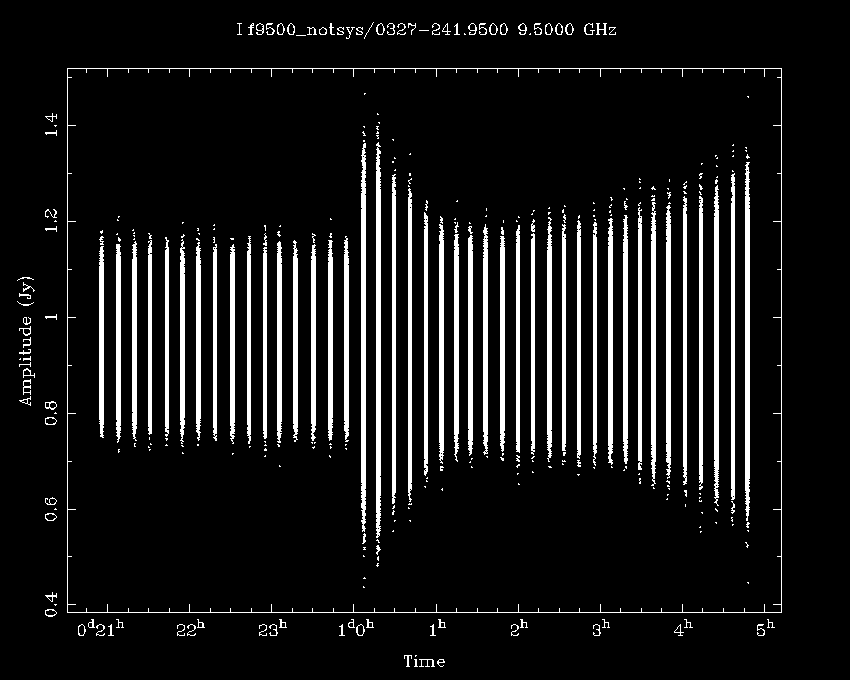 I f9500_notsys/0327-241.9500 9.5000 GHz
Amplitude (Jy)
1.4
1.2
1
0.8
0.6
0.4
0ᵈ21ʰ 22ʰ 23ʰ 1ᵈ0ʰ 1ʰ 2ʰ 3ʰ 4ʰ 5ʰ
Time